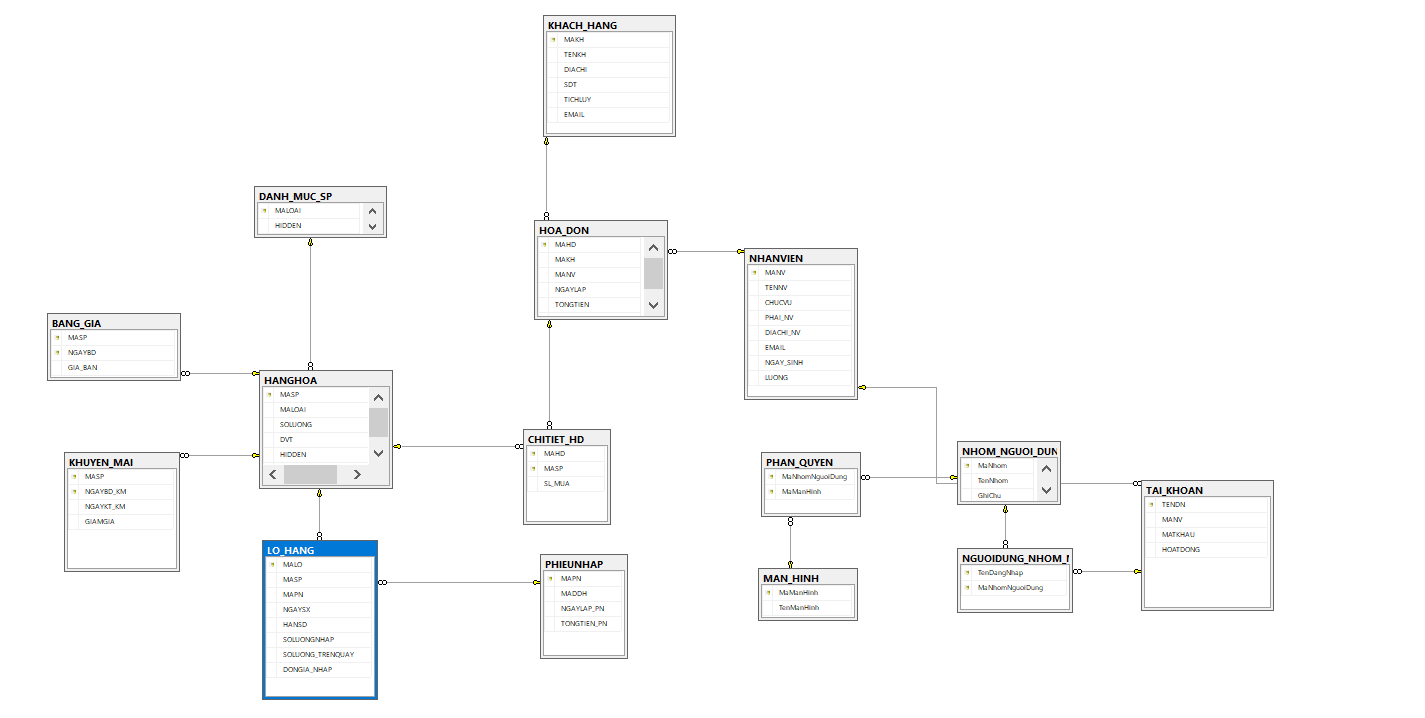 KHACH_HANG
MAKH
TENKH
DIACHI
SDT
TICHLUY
EMAIL
DANH_MUC_SP
MALOAI
HIDDEN
HOA_DON
MAHD
MAKH
MANV
NGAYLAP
TONGTIEN
NHANVIEN
MANV
TENNV
CHUCVU
PHAI_NV
DIACHI_NV
EMAIL
NGAY_SINH
LUONG
BANG_GIA
MASP
NGAYBD
GIA_BAN
HANGHOA
MASP
MALOAI
SOLUONG
DVT
HIDDEN
KHUYEN_MAI
MASP
NGAYBD_KM
NGAYKT_KM
GIAMGIA
CHITIET_HD
MAHD
MASP
SL_MUA
PHAN_QUYEN
MaNhomNguoiDung
MaManHinh
NHOM_NGUOI_DUN
MaNhom
TenNhom
GhiChu
TAI_KHOAN
TENDN
MANV
MATKHAU
HOATDONG
LO_HANG
MALO
MASP
MAPN
NGAYSX
HANSD
SOLUONGNHAP
SOLUONG_TRENQUAY
DONGIA_NHAP
PHIEUNHAP
MAPN
MADDH
NGAYLAP_PN
TONGTIEN_PN
MAN_HINH
MaManHinh
TenManHinh
NGUOIDUNG_NHOM_N
TenDangNhap
MaNhomNguoiDung